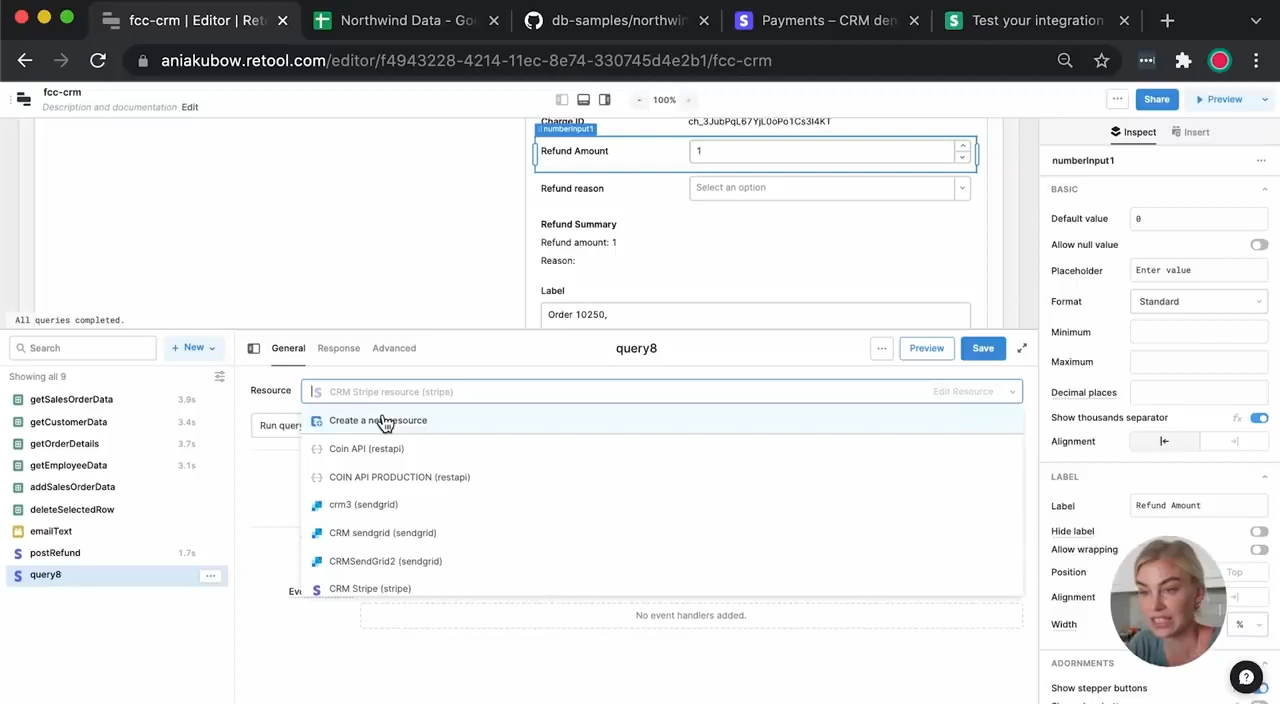 fcc-crm | Editor | Ret
Northwind Data - Go
db-samples/northwin
Payments – CRM den
Test your integration
aniakubow.retool.com/editor/f4943228-4214-11ec-8e74-330745d4e2b1/fcc-crm
fcc-crm
Description and documentation Edit
- 100% +
Share
Preview
Charge ID ch_3JubPqL67YjL0oPo1Cs3I4KT
numberInput1
Refund Amount 1
Refund reason Select an option
Refund Summary
Refund amount: 1
Reason:
Label
Order 10250,
All queries completed.
Inspect Insert
numberInput1
BASIC
Default value 0
Allow null value
Placeholder Enter value
Format Standard
Minimum
Maximum
Decimal places
Show thousands separator fx
Alignment
LABEL
Label Refund Amount
Hide label
Allow wrapping
Position Top
Alignment
Width %
ADORNMENTS
Show stepper buttons
Search
+ New
Showing all 9
getSalesOrderData 3.9s
getCustomerData 3.4s
getOrderDetails 3.7s
getEmployeeData 3.1s
addSalesOrderData
deleteSelectedRow
emailText
postRefund 1.7s
query8
General Response Advanced
query8
Preview
Save
Resource CRM Stripe resource (stripe) Edit Resource
Run query
Create a new resource
Coin API (restapi)
COIN API PRODUCTION (restapi)
crm3 (sendgrid)
CRM sendgrid (sendgrid)
CRMSendGrid2 (sendgrid)
CRM Stripe (stripe)
No event handlers added.